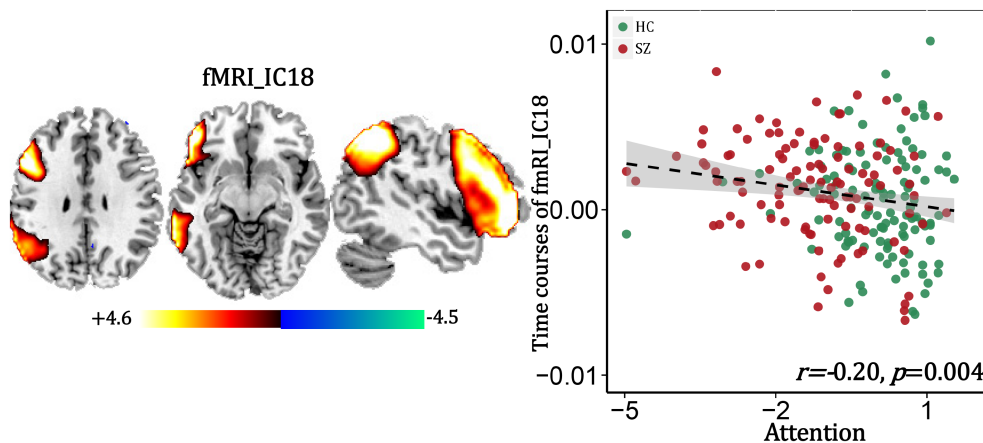 fMRI_IC18
+4.6
-4.5
HC
SZ
Time courses of fmRI_IC18
0.01
0.00
−0.01
r=-0.20, p=0.004
-5
-2
1
Attention